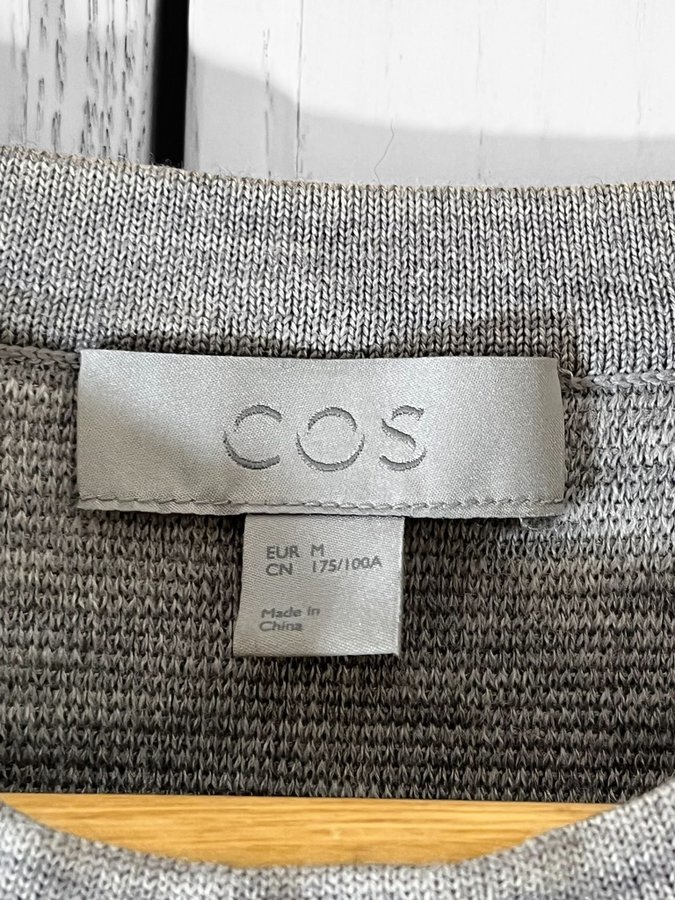 COS
EUR M
CN 175/100A
Made in
China